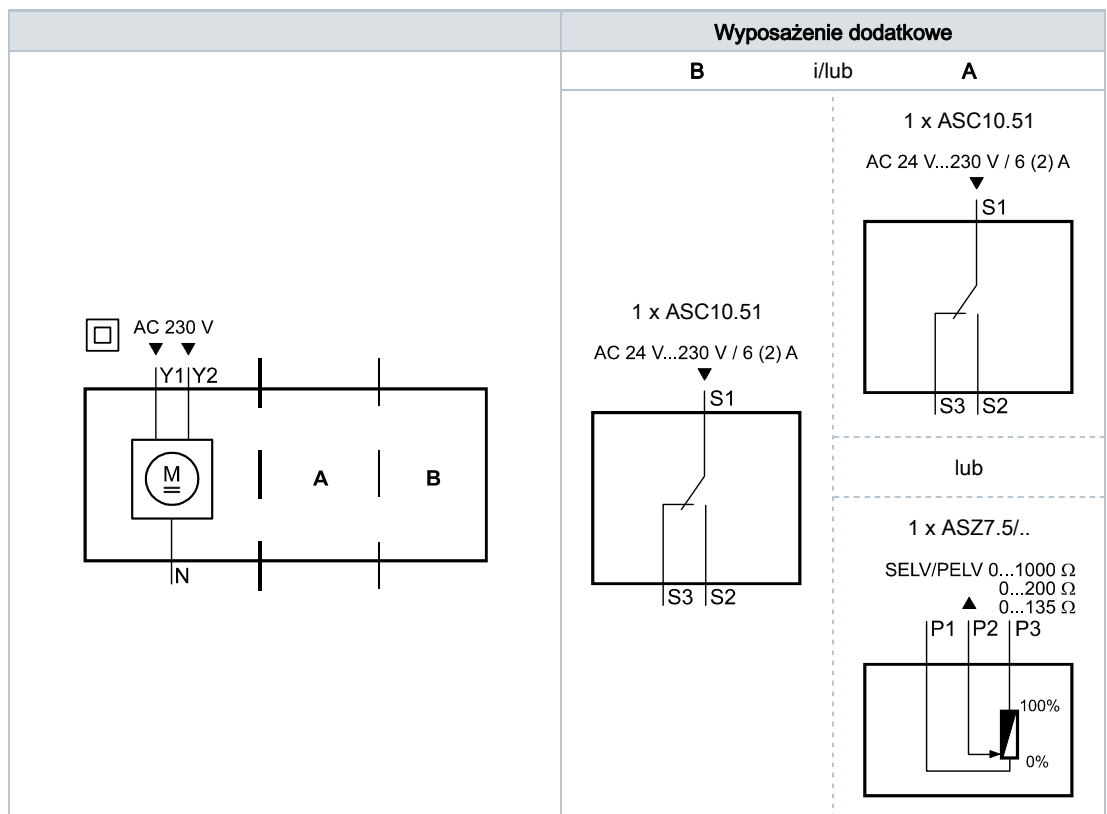 Wyposażenie dodatkowe
B i/lub A
AC 230 V
Y1 Y2
M
A
B
N
1 x ASC10.51
AC 24 V...230 V / 6 (2) A
S1
S3 S2
1 x ASC10.51
AC 24 V...230 V / 6 (2) A
S1
S3 S2
lub
1 x ASZ7.5/..
SELV/PELV 0...1000 Ω
0...200 Ω
0...135 Ω
P1 P2 P3
100%
0%